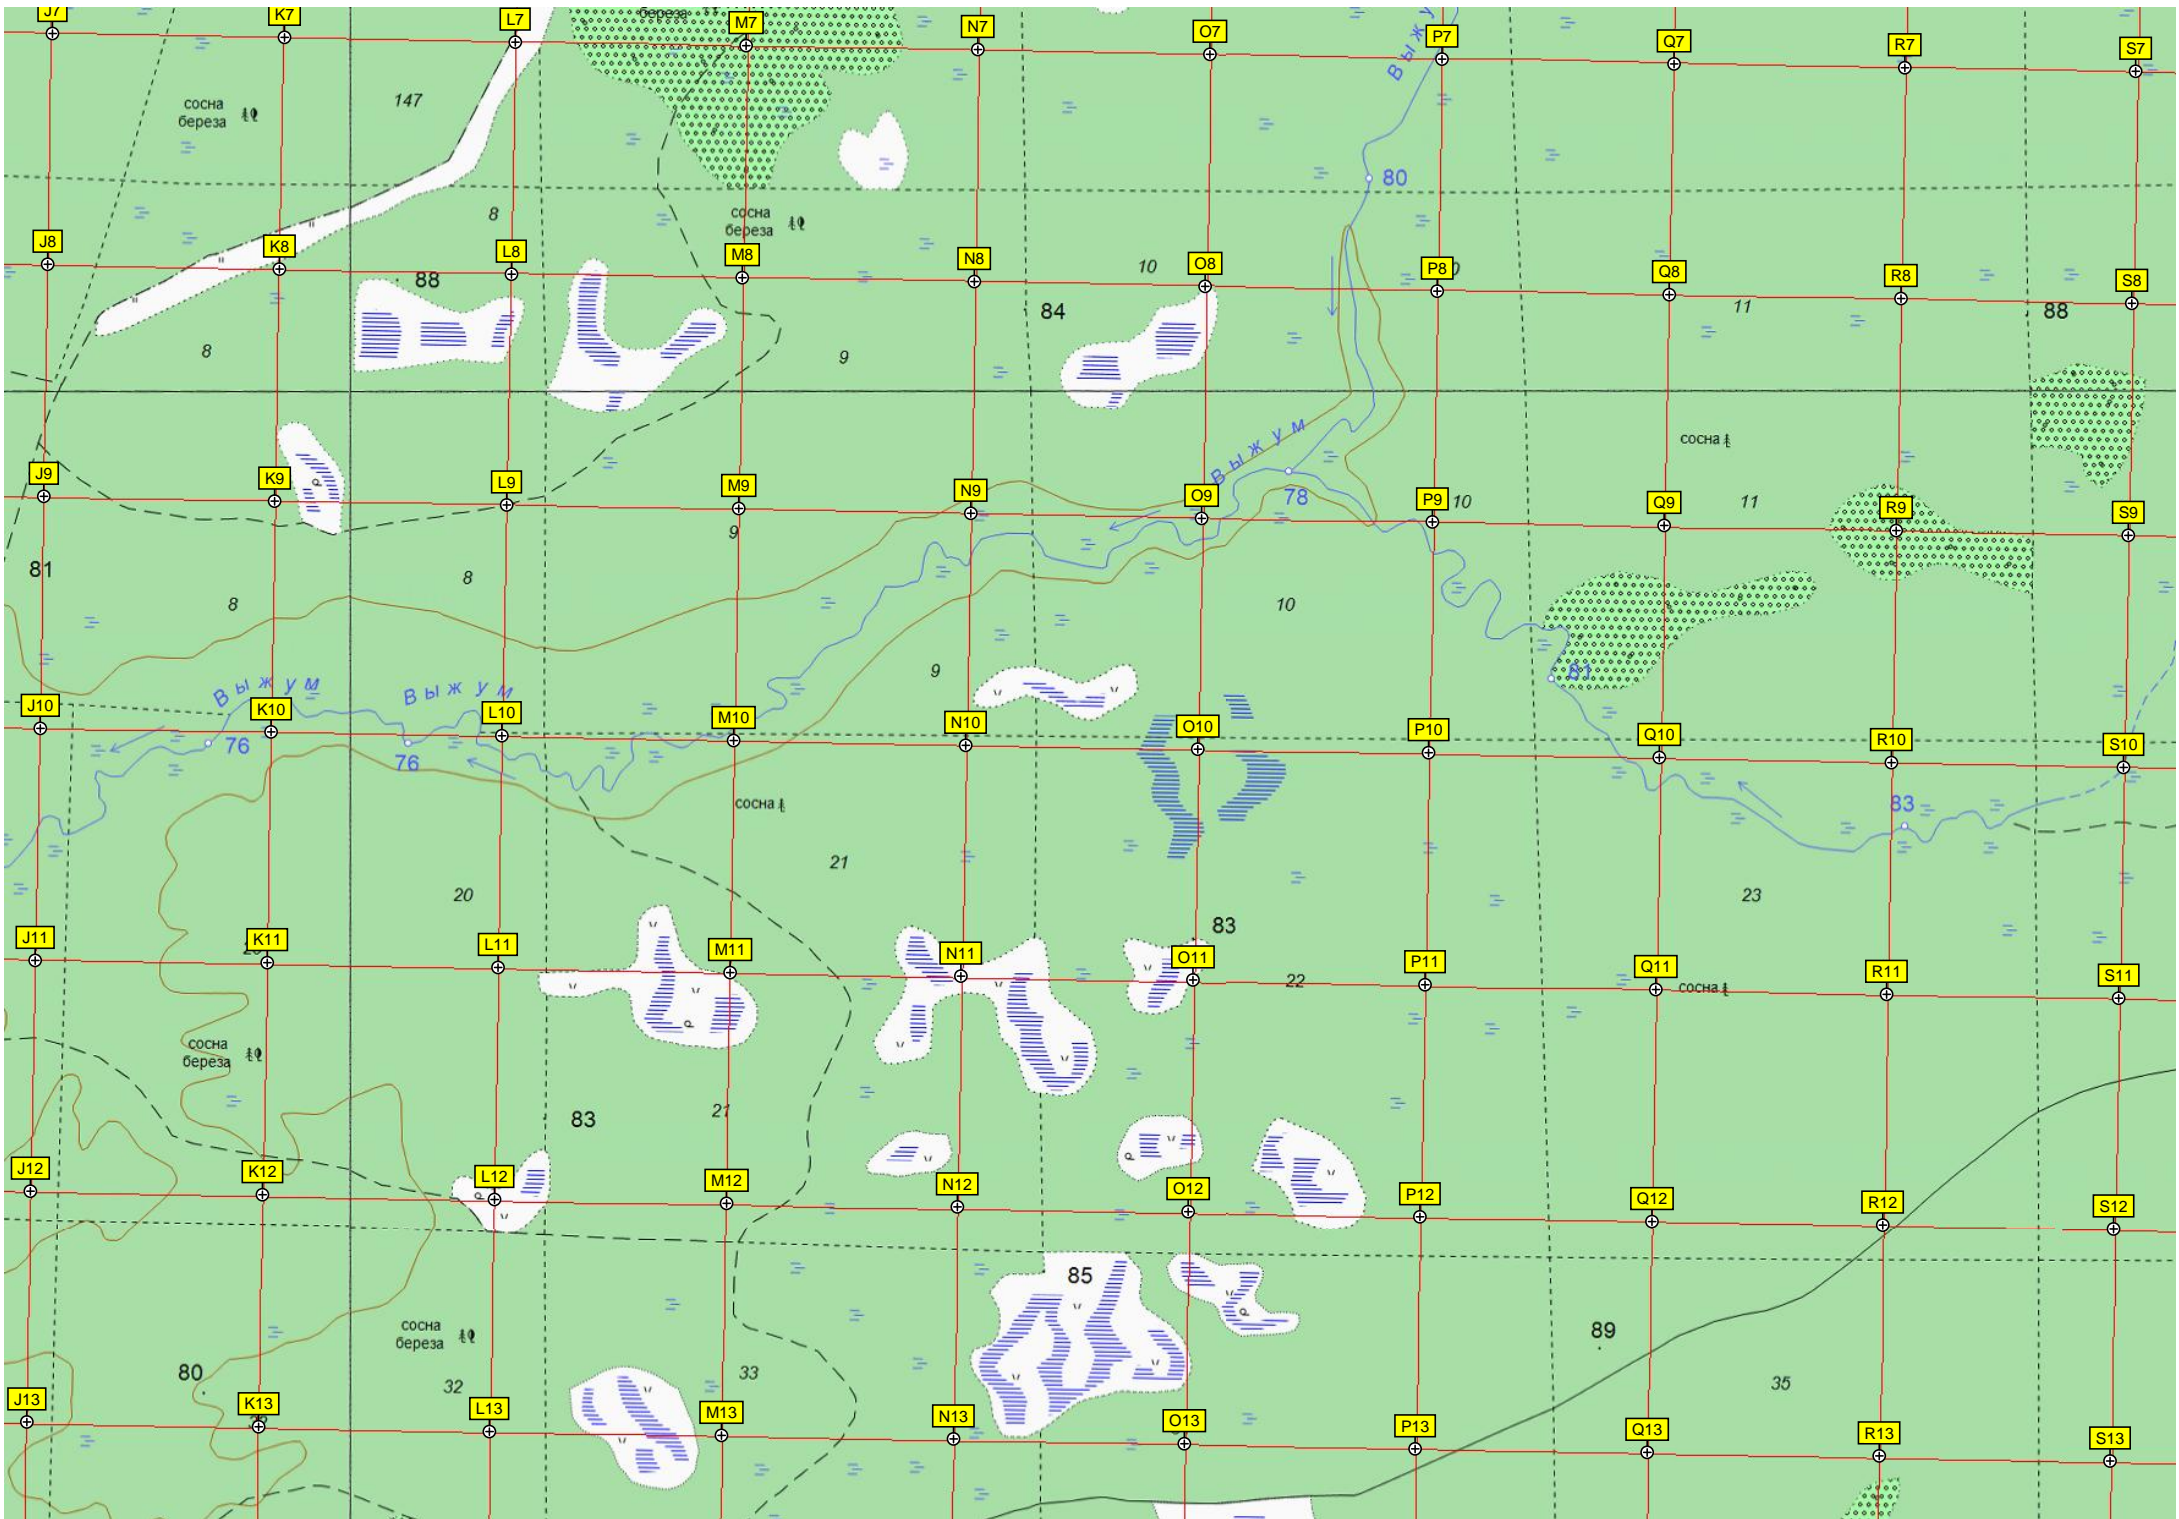 береза
J7
K7
L7
M7
N7
O7
Выжу
P7
Q7
R7
S7
сосна
береза
147
80
8
сосна
береза
J8
K8
L8
M8
N8
10
O8
P8
Q8
R8
S8
88
84
11
88
8
9
Выжум
сосна
J9
K9
L9
M9
N9
O9
78
P9
10
Q9
11
R9
S9
9
81
8
8
10
9
81
Выжум
Выжум
J10
K10
L10
M10
N10
O10
P10
Q10
R10
S10
76
76
сосна
83
21
20
23
83
J11
K11
L11
M11
N11
O11
P11
Q11
R11
S11
22
сосна
сосна
береза
83
21
J12
K12
L12
M12
N12
O12
P12
Q12
R12
S12
85
89
сосна
береза
80
32
33
35
J13
K13
L13
M13
N13
O13
P13
Q13
R13
S13